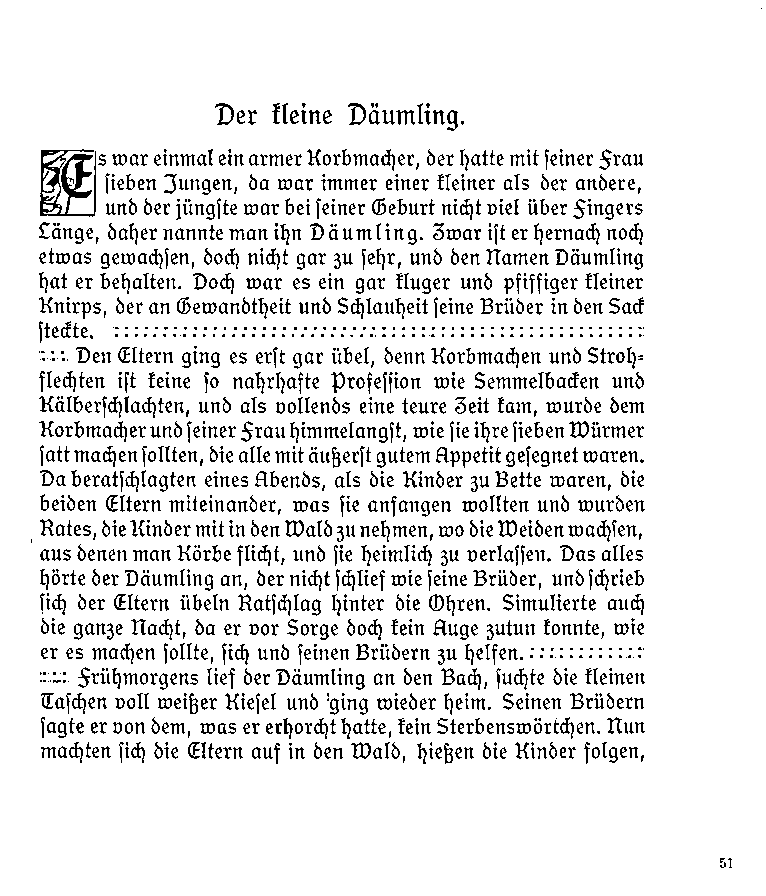 Der kleine Däumling.
Es war einmal ein armer Korbmacher, der hatte mit seiner Frau
sieben Jungen, da war immer einer kleiner als der andere,
und der jüngste war bei seiner Geburt nicht viel über Fingers
Länge, daher nannte man ihn Däumling. Zwar ist er hernach noch
etwas gewachsen, doch nicht gar zu sehr, und den Namen Däumling
hat er behalten. Doch war es ein gar kluger und pfiffiger kleiner
Knirps, der an Gewandtheit und Schlauheit seine Brüder in den Sack
steckte.
Den Eltern ging es erst gar übel, denn Korbmachen und Stroh-
flechten ist keine so nahrhafte Profession wie Semmelbacken und
Kälberschlachten, und als vollends eine teure Zeit kam, wurde dem
Korbmacher und seiner Frau himmelangst, wie sie ihre sieben Würmer
satt machen sollten, die alle mit äußerst gutem Appetit gesegnet waren.
Da beratschlagten eines Abends, als die Kinder zu Bette waren, die
beiden Eltern miteinander, was sie anfangen wollten und wurden
Rates, die Kinder mit in den Wald zu nehmen, wo die Weiden wachsen,
aus denen man Körbe flicht, und sie heimlich zu verlassen. Das alles
hörte der Däumling an, der nicht schlief wie seine Brüder, und schrieb
sich der Eltern übeln Ratschlag hinter die Ohren. Simulierte auch
die ganze Nacht, da er vor Sorge doch kein Auge zutun konnte, wie
er es machen sollte, sich und seinen Brüdern zu helfen.
Frühmorgens lief der Däumling an den Bach, suchte die kleinen
Taschen voll weißer Kiesel und ging wieder heim. Seinen Brüdern
sagte er von dem, was er erhorcht hatte, kein Sterbenswörtchen. Nun
machten sich die Eltern auf in den Wald, hießen die Kinder folgen,
51